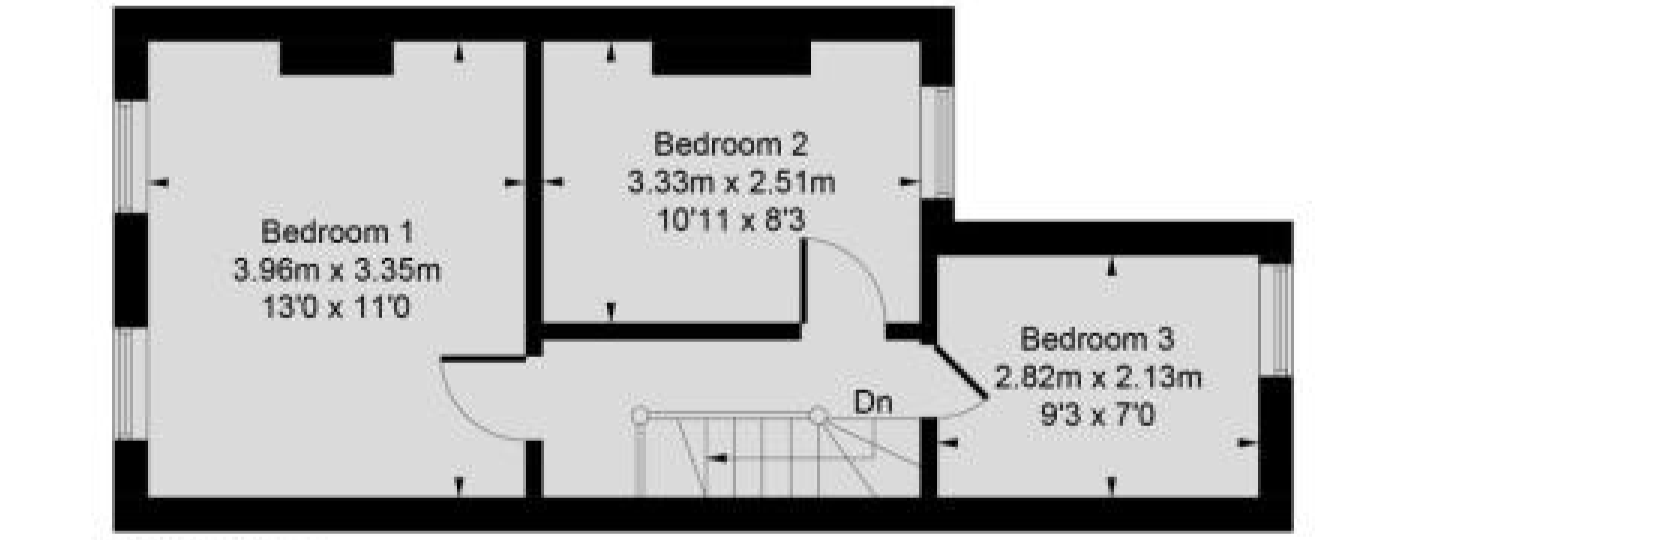 Bedroom 1
3.96m x 3.35m
13'0 x 11'0
Bedroom 2
3.33m x 2.51m
10'11 x 8'3
Bedroom 3
2.82m x 2.13m
9'3 x 7'0
Dn